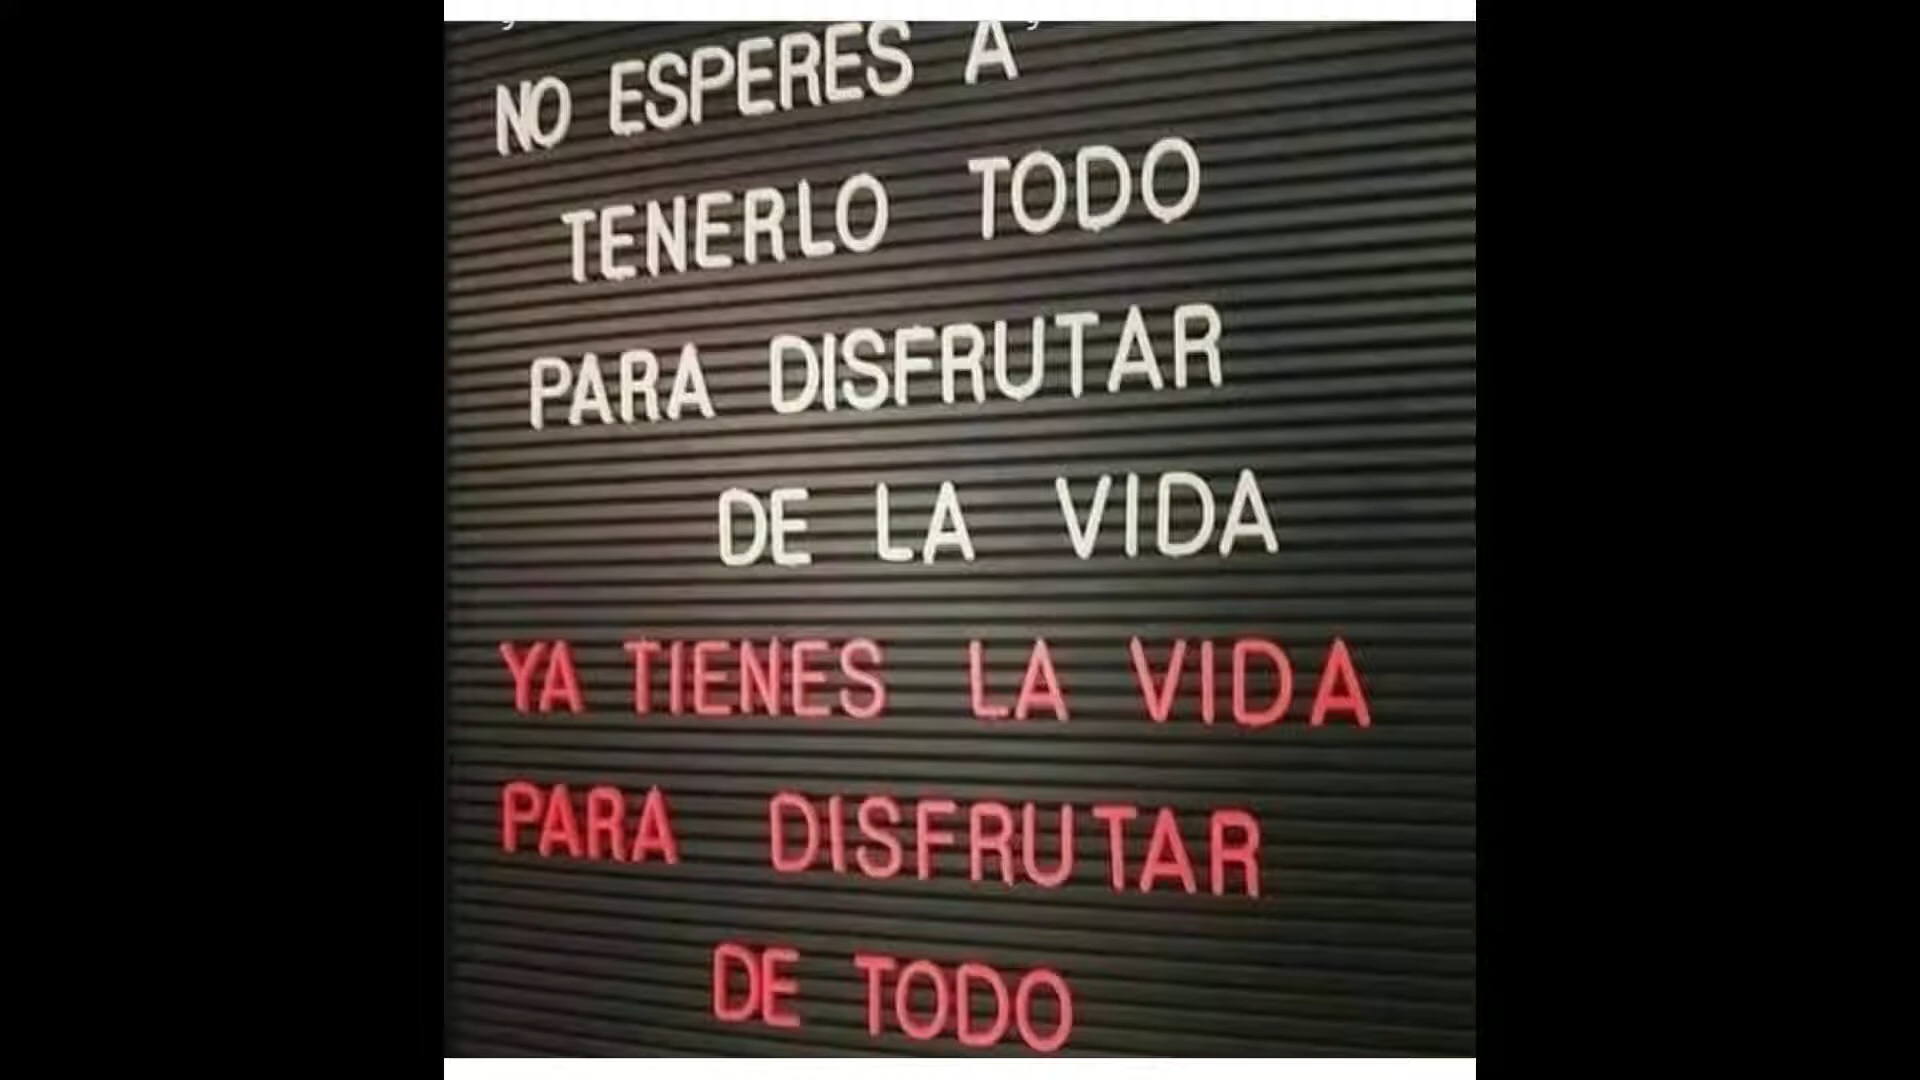 NO ESPERES A
TENERLO TODO
PARA DISFRUTAR
DE LA VIDA
YA TIENES LA VIDA
PARA DISFRUTAR
DE TODO